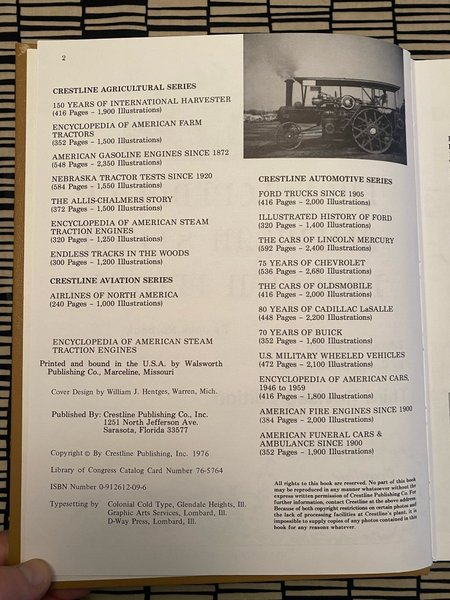 2
CRESTLINE AGRICULTURAL SERIES
150 YEARS OF INTERNATIONAL HARVESTER
(416 Pages - 1,900 Illustrations)
ENCYCLOPEDIA OF AMERICAN FARM
TRACTORS
(352 Pages - 1,500 Illustrations)
AMERICAN GASOLINE ENGINES SINCE 1872
(548 Pages - 2,350 Illustrations)
NEBRASKA TRACTOR TESTS SINCE 1920
(584 Pages - 1,550 Illustrations)
THE ALLIS-CHALMERS STORY
(372 Pages - 1,500 Illustrations)
ENCYCLOPEDIA OF AMERICAN STEAM
TRACTION ENGINES
(320 Pages - 1,250 Illustrations)
ENDLESS TRACKS IN THE WOODS
(300 Pages - 1,200 Illustrations)
CRESTLINE AVIATION SERIES
AIRLINES OF NORTH AMERICA
(240 Pages - 1,000 Illustrations)
ENCYCLOPEDIA OF AMERICAN STEAM
TRACTION ENGINES
Printed and bound in the U.S.A. by Walsworth
Publishing Co., Marceline, Missouri
Cover Design by William J. Hentges, Warren, Mich.
Published By: Crestline Publishing Co., Inc.
1251 North Jefferson Ave.
Sarasota, Florida 33577
Copyright © By Crestline Publishing, Inc. 1976
Library of Congress Catalog Card Number 76-5764
ISBN Number 0-912612-09-6
Typesetting by Colonial Cold Type, Glendale Heights, Ill.
Graphic Arts Services, Lombard, Ill.
D-Way Press, Lombard, Ill.
CRESTLINE AUTOMOTIVE SERIES
FORD TRUCKS SINCE 1905
(416 Pages - 2,000 Illustrations)
ILLUSTRATED HISTORY OF FORD
(320 Pages - 1,400 Illustrations)
THE CARS OF LINCOLN MERCURY
(592 Pages - 2,400 Illustrations)
75 YEARS OF CHEVROLET
(536 Pages - 2,680 Illustrations)
THE CARS OF OLDSMOBILE
(416 Pages - 2,000 Illustrations)
80 YEARS OF CADILLAC LaSALLE
(448 Pages - 2,200 Illustrations)
70 YEARS OF BUICK
(352 Pages - 1,600 Illustrations)
U.S. MILITARY WHEELED VEHICLES
(472 Pages - 2,100 Illustrations)
ENCYCLOPEDIA OF AMERICAN CARS,
1946 to 1959
(416 Pages - 1,800 Illustrations)
AMERICAN FIRE ENGINES SINCE 1900
(384 Pages - 2,000 Illustrations)
AMERICAN FUNERAL CARS &
AMBULANCE SINCE 1900
(352 Pages - 1,900 Illustrations)
All rights to this book are reserved. No part of this book
may be reproduced in any manner whatsoever without the
express written permission of Crestline Publishing Co. For
further information, contact Crestline at the above address.
Because of both copyright restrictions on certain photos and
the lack of processing facilities at Crestline's plant, it is
impossible to supply copies of any photos contained in this
book for any reasons whatever.